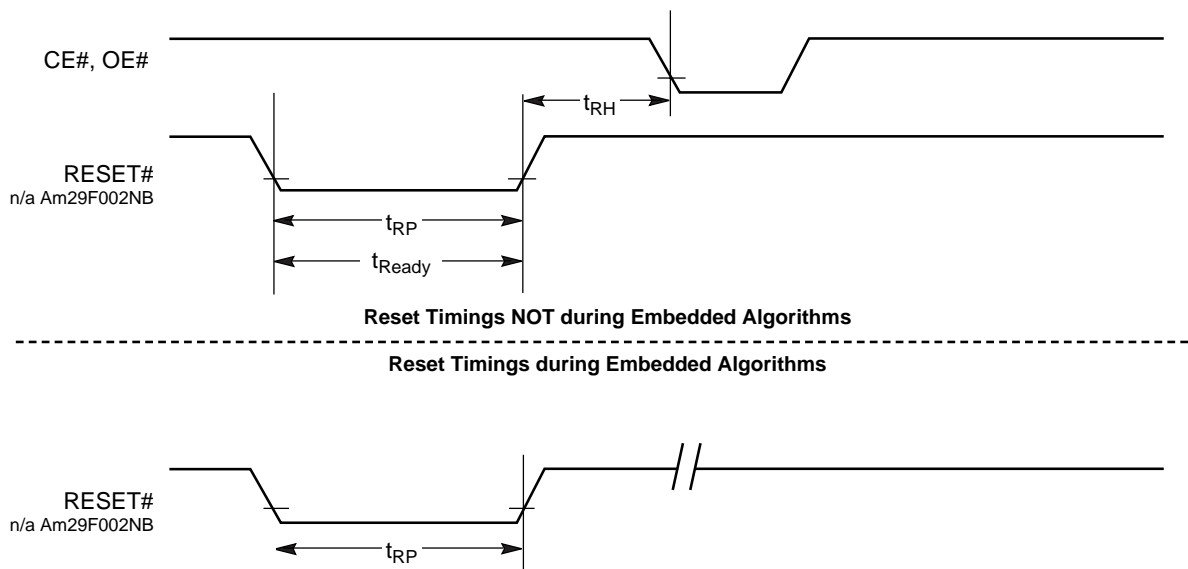 CE#, OE#
tRH
RESET#
n/a Am29F002NB
tRP
tReady
Reset Timings NOT during Embedded Algorithms
Reset Timings during Embedded Algorithms
RESET#
n/a Am29F002NB
tRP